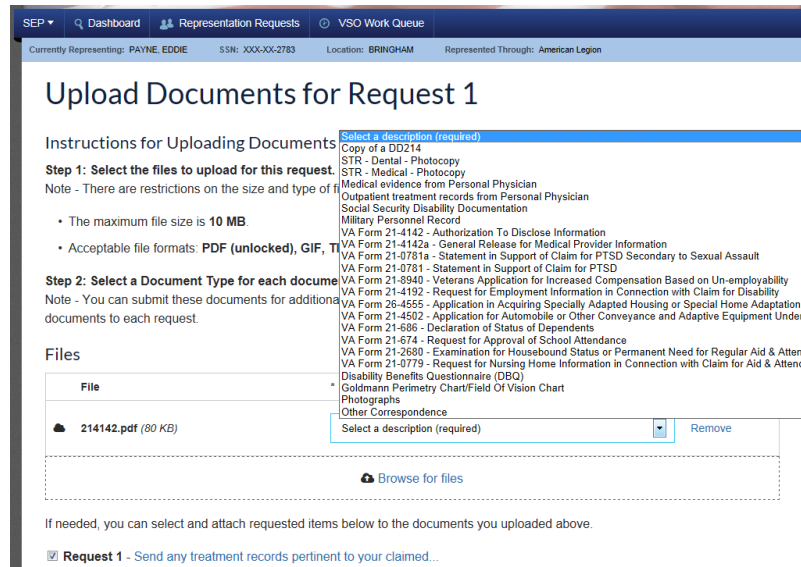 SEP Dashboard Representation Requests VSO Work Queue
Currently Representing: PAYNE, EDDIE SSN: XXX-XX-2783 Location: BRINGHAM Represented Through: American Legion
Upload Documents for Request 1
Instructions for Uploading Documents
Step 1: Select the files to upload for this request.
Note - There are restrictions on the size and type of fi
• The maximum file size is 10 MB.
• Acceptable file formats: PDF (unlocked), GIF, TI
Step 2: Select a Document Type for each docume
Note - You can submit these documents for additiona
documents to each request.
Select a description (required)
Copy of a DD214
STR - Dental - Photocopy
STR - Medical - Photocopy
Medical evidence from Personal Physician
Outpatient treatment records from Personal Physician
Social Security Disability Documentation
Military Personnel Record
VA Form 21-4142 - Authorization To Disclose Information
VA Form 21-4142a - General Release for Medical Provider Information
VA Form 21-0781a - Statement in Support of Claim for PTSD Secondary to Sexual Assault
VA Form 21-0781 - Statement in Support of Claim for PTSD
VA Form 21-8940 - Veterans Application for Increased Compensation Based on Un-employability
VA Form 21-4192 - Request for Employment Information in Connection with Claim for Disability
VA Form 26-4555 - Application in Acquiring Specially Adapted Housing or Special Home Adaptation
VA Form 21-4502 - Application for Automobile or Other Conveyance and Adaptive Equipment Under
VA Form 21-686 - Declaration of Status of Dependents
VA Form 21-674 - Request for Approval of School Attendance
VA Form 21-2680 - Examination for Housebound Status or Permanent Need for Regular Aid & Atten
VA Form 21-0779 - Request for Nursing Home Information in Connection with Claim for Aid & Attend
Disability Benefits Questionnaire (DBQ)
Goldmann Perimetry Chart/Field Of Vision Chart
Photographs
Other Correspondence
Files
File *
214142.pdf (80 KB) Select a description (required) Remove
Browse for files
If needed, you can select and attach requested items below to the documents you uploaded above.
Request 1 - Send any treatment records pertinent to your claimed...